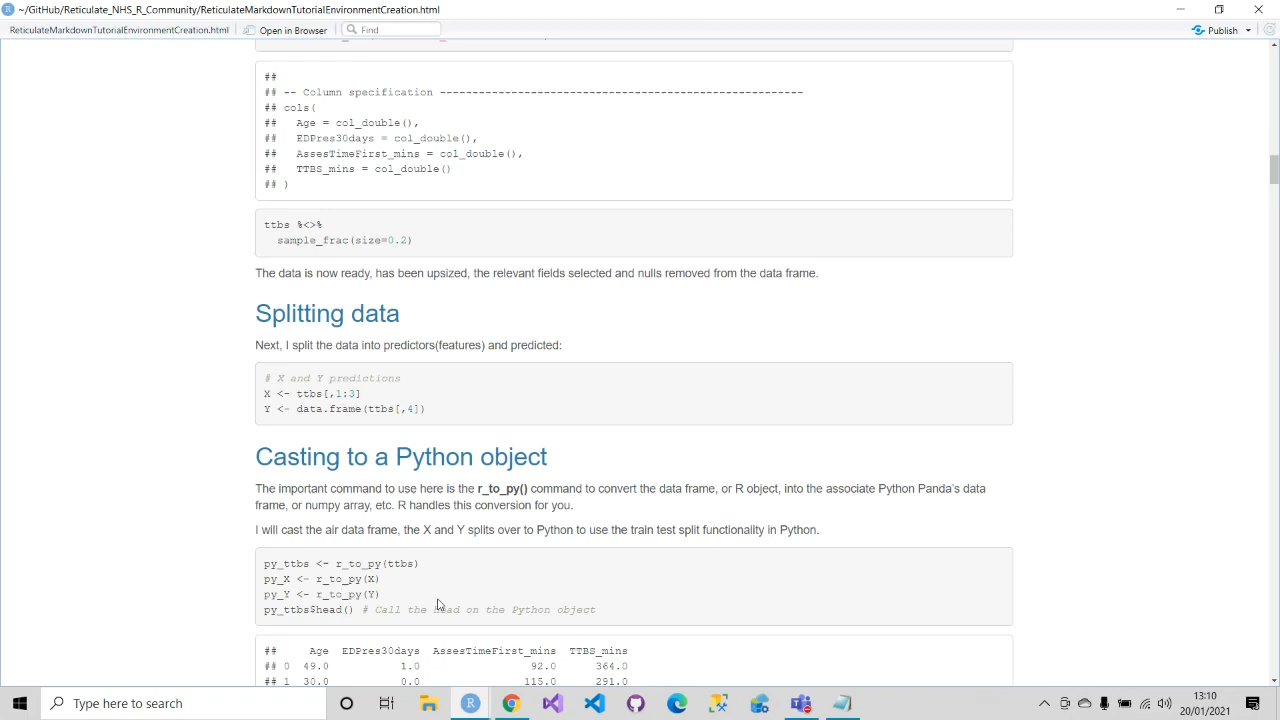 ~/GitHub/Reticulate_NHS_R_Community/ReticulateMarkdownTutorialEnvironmentCreation.html
ReticulateMarkdownTutorialEnvironmentCreation.html
Open in Browser
Find
Publish
##
## -- Column specification --------------------------------------------------------
## cols(
##   Age = col_double(),
##   EDPres30days = col_double(),
##   AssesTimeFirst_mins = col_double(),
##   TTBS_mins = col_double()
## )
ttbs %<>%
  sample_frac(size=0.2)
The data is now ready, has been upsized, the relevant fields selected and nulls removed from the data frame.
Splitting data
Next, I split the data into predictors(features) and predicted:
# X and Y predictions
X <- ttbs[,1:3]
Y <- data.frame(ttbs[,4])
Casting to a Python object
The important command to use here is the r_to_py() command to convert the data frame, or R object, into the associate Python Panda's data
frame, or numpy array, etc. R handles this conversion for you.
I will cast the air data frame, the X and Y splits over to Python to use the train test split functionality in Python.
py_ttbs <- r_to_py(ttbs)
py_X <- r_to_py(X)
py_Y <- r_to_py(Y)
py_ttbs$head() # Call the head on the Python object
##     Age  EDPres30days  AssesTimeFirst_mins  TTBS_mins
## 0  49.0           1.0                 92.0      364.0
## 1  30.0           0.0                115.0      291.0
Type here to search
13:10
20/01/2021